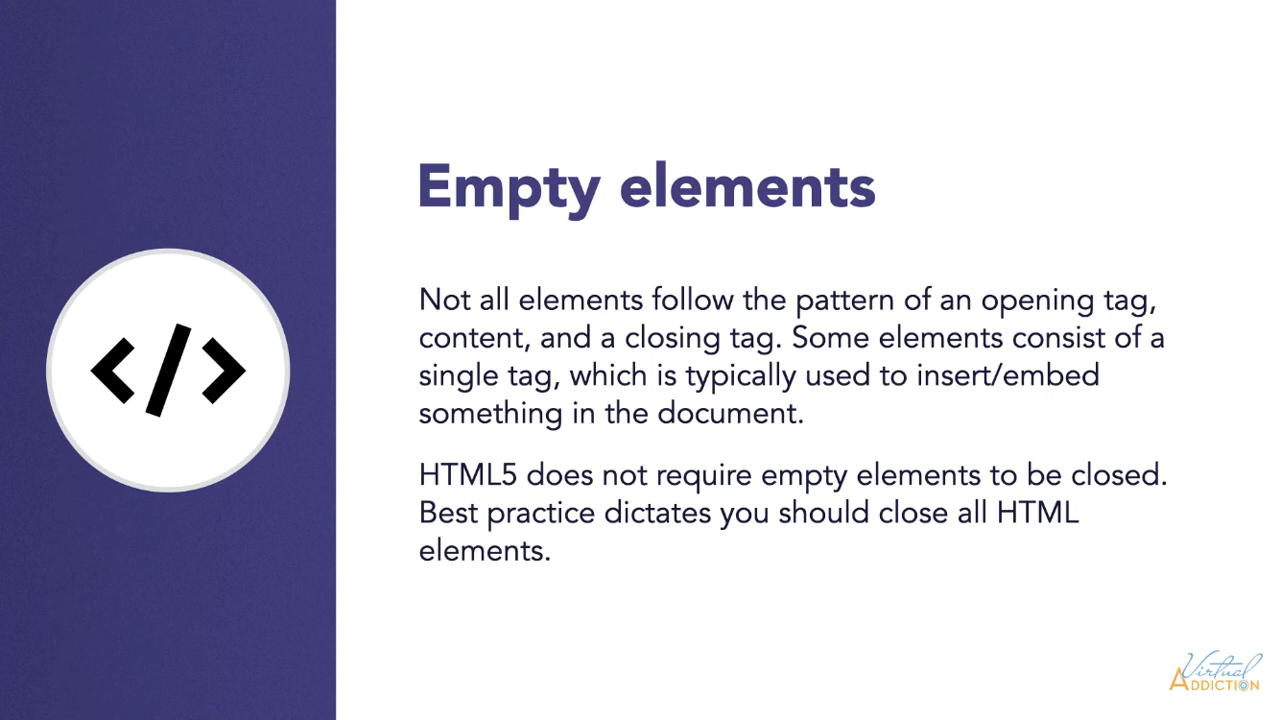 Empty elements
Not all elements follow the pattern of an opening tag,
content, and a closing tag. Some elements consist of a
single tag, which is typically used to insert/embed
something in the document.
HTML5 does not require empty elements to be closed.
Best practice dictates you should close all HTML
elements.
</>
Virtual
ADDICTION